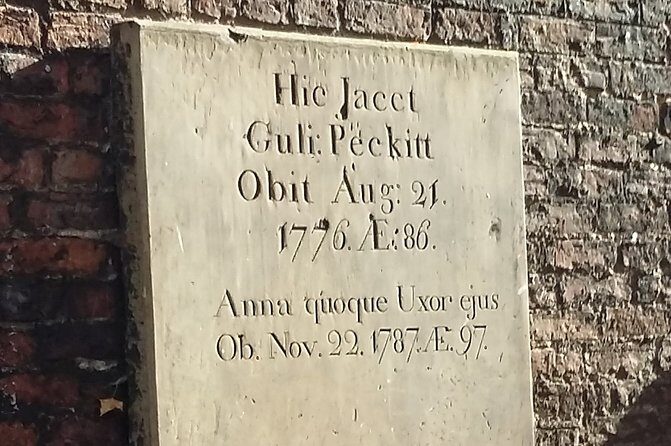 Hic Jacet
Guli: Peckitt
Obit Aug: 21.
1776. Æ: 86.
Anna quoque Uxor ejus
Ob. Nov. 22. 1787. Æ. 97.